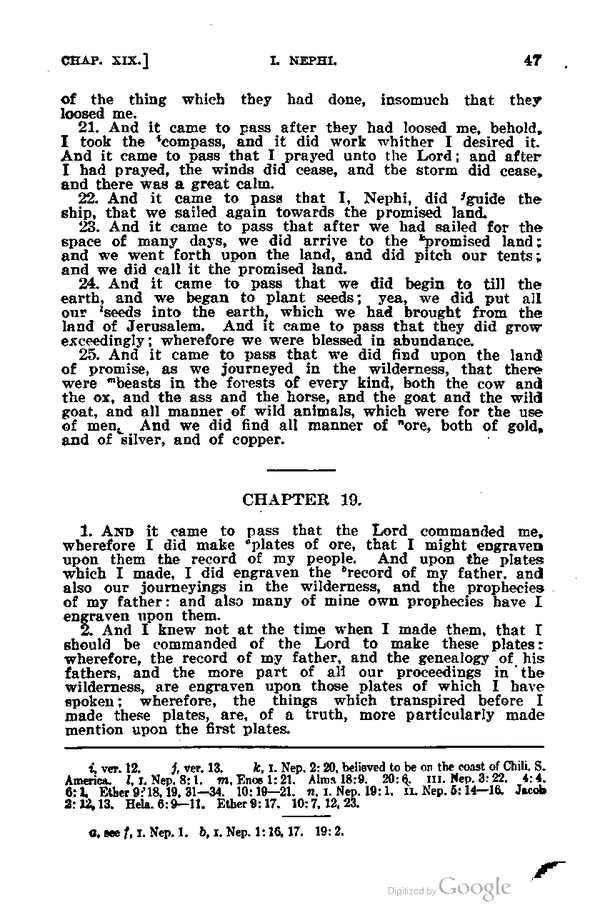 CHAP. XIX.] I. NEPHI. 47
of the thing which they had done, insomuch that they
loosed me.
21. And it came to pass after they had loosed me, behold,
I took the ⁱcompass, and it did work whither I desired it.
And it came to pass that I prayed unto the Lord; and after
I had prayed, the winds did cease, and the storm did cease,
and there was a great calm.
22. And it came to pass that I, Nephi, did ʲguide the
ship, that we sailed again towards the promised land.
23. And it came to pass that after we had sailed for the
space of many days, we did arrive to the ᵏpromised land;
and we went forth upon the land, and did pitch our tents;
and we did call it the promised land.
24. And it came to pass that we did begin to till the
earth, and we began to plant seeds; yea, we did put all
our ˡseeds into the earth, which we had brought from the
land of Jerusalem. And it came to pass that they did grow
exceedingly; wherefore we were blessed in abundance.
25. And it came to pass that we did find upon the land
of promise, as we journeyed in the wilderness, that there
were ᵐbeasts in the forests of every kind, both the cow and
the ox, and the ass and the horse, and the goat and the wild
goat, and all manner of wild animals, which were for the use
of men. And we did find all manner of ⁿore, both of gold,
and of silver, and of copper.
CHAPTER 19.
1. AND it came to pass that the Lord commanded me,
wherefore I did make ᵃplates of ore, that I might engraven
upon them the record of my people. And upon the plates
which I made, I did engraven the ᵇrecord of my father, and
also our journeyings in the wilderness, and the prophecies
of my father: and also many of mine own prophecies have I
engraven upon them.
2. And I knew not at the time when I made them, that I
should be commanded of the Lord to make these plates:
wherefore, the record of my father, and the genealogy of his
fathers, and the more part of all our proceedings in the
wilderness, are engraven upon those plates of which I have
spoken; wherefore, the things which transpired before I
made these plates, are, of a truth, more particularly made
mention upon the first plates.
i, ver. 12. j, ver. 13. k, I. Nep. 2:20, believed to be on the coast of Chili, S.
America. l, I. Nep. 8:1. m, Enos 1:21. Alma 18:9. 20:6. III. Nep. 3:22. 4:4.
6:1. Ether 9:18, 19, 31—34. 10:19—21. n, I. Nep. 19:1. II. Nep. 5:14—16. Jacob
2:12, 13. Hela. 6:9—11. Ether 9:17. 10:7, 12, 23.
a, see f, I. Nep. 1. b, I. Nep. 1:16, 17. 19:2.
Digitized by Google